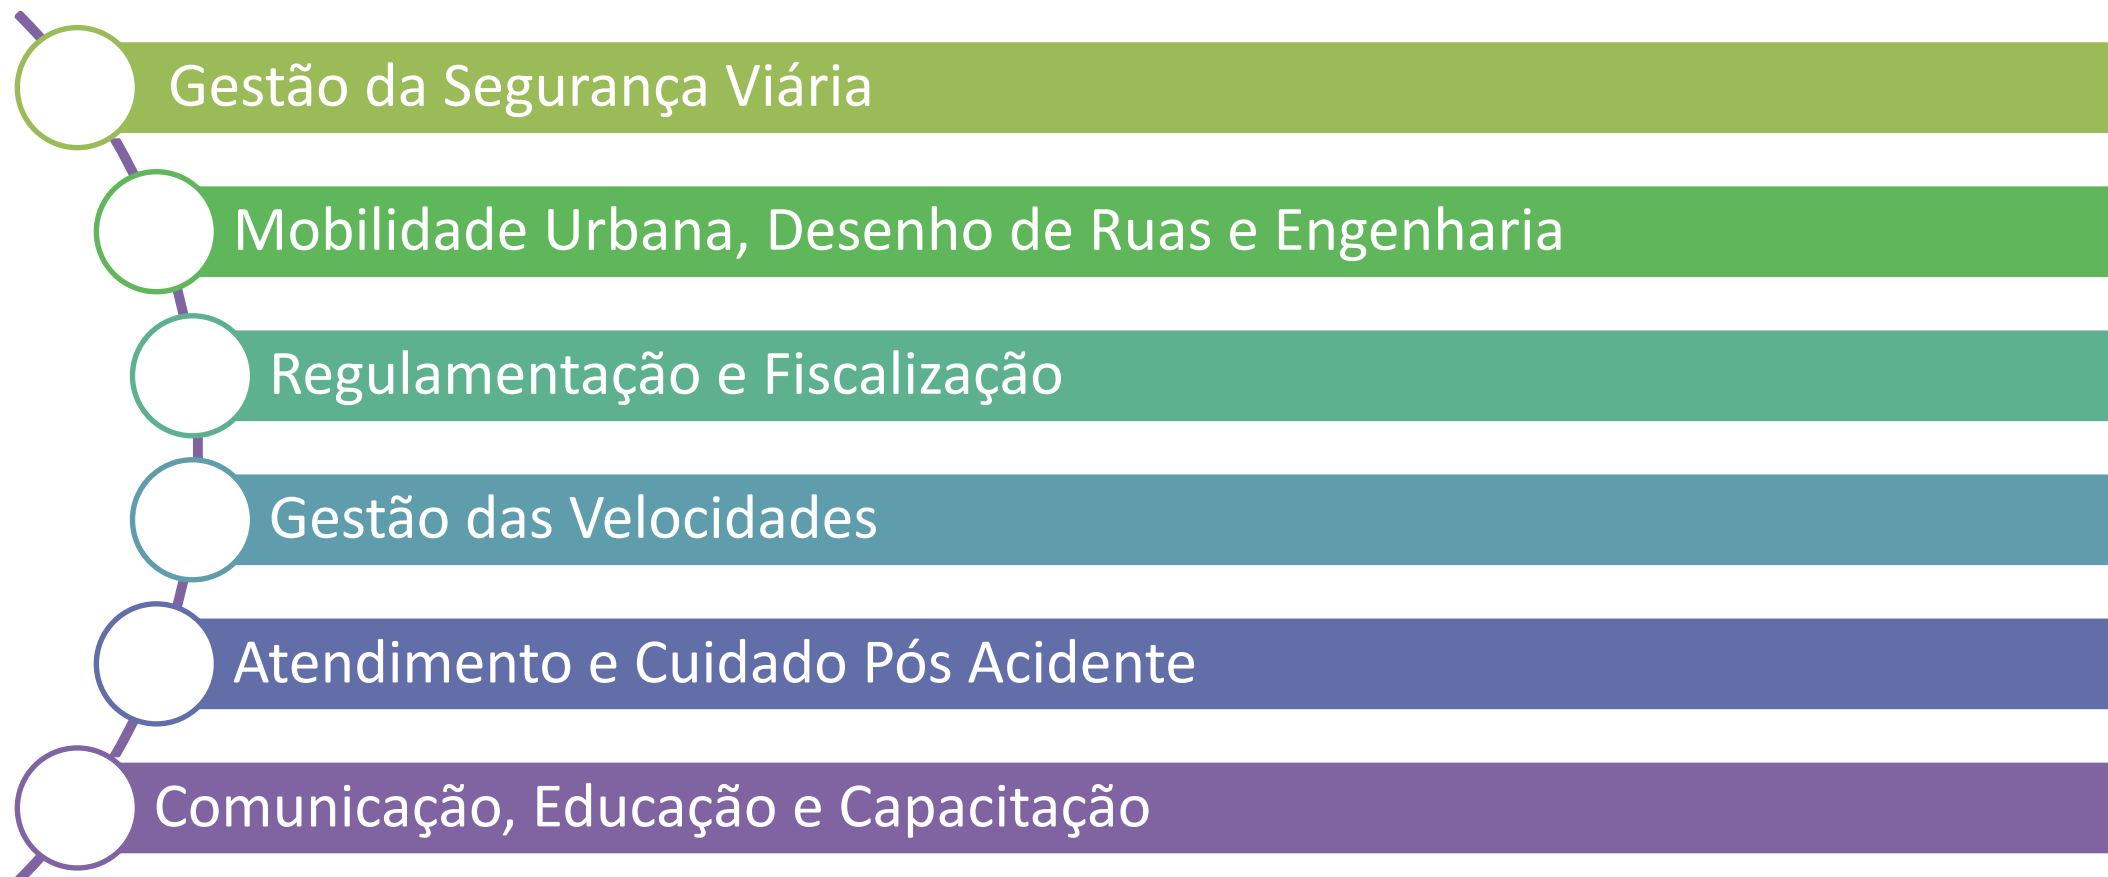 Gestão da Segurança Viária
Mobilidade Urbana, Desenho de Ruas e Engenharia
Regulamentação e Fiscalização
Gestão das Velocidades
Atendimento e Cuidado Pós Acidente
Comunicação, Educação e Capacitação